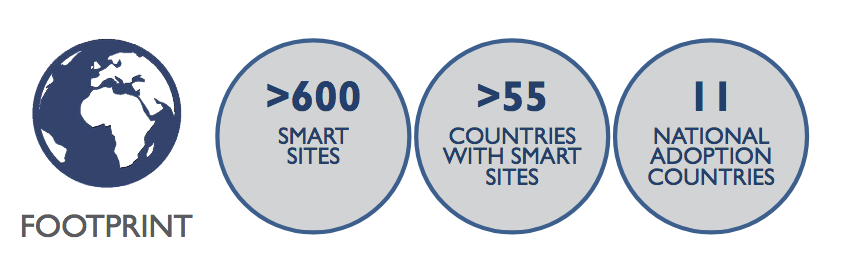 >600
SMART
SITES
>55
COUNTRIES
WITH SMART
SITES
11
NATIONAL
ADOPTION
COUNTRIES
FOOTPRINT